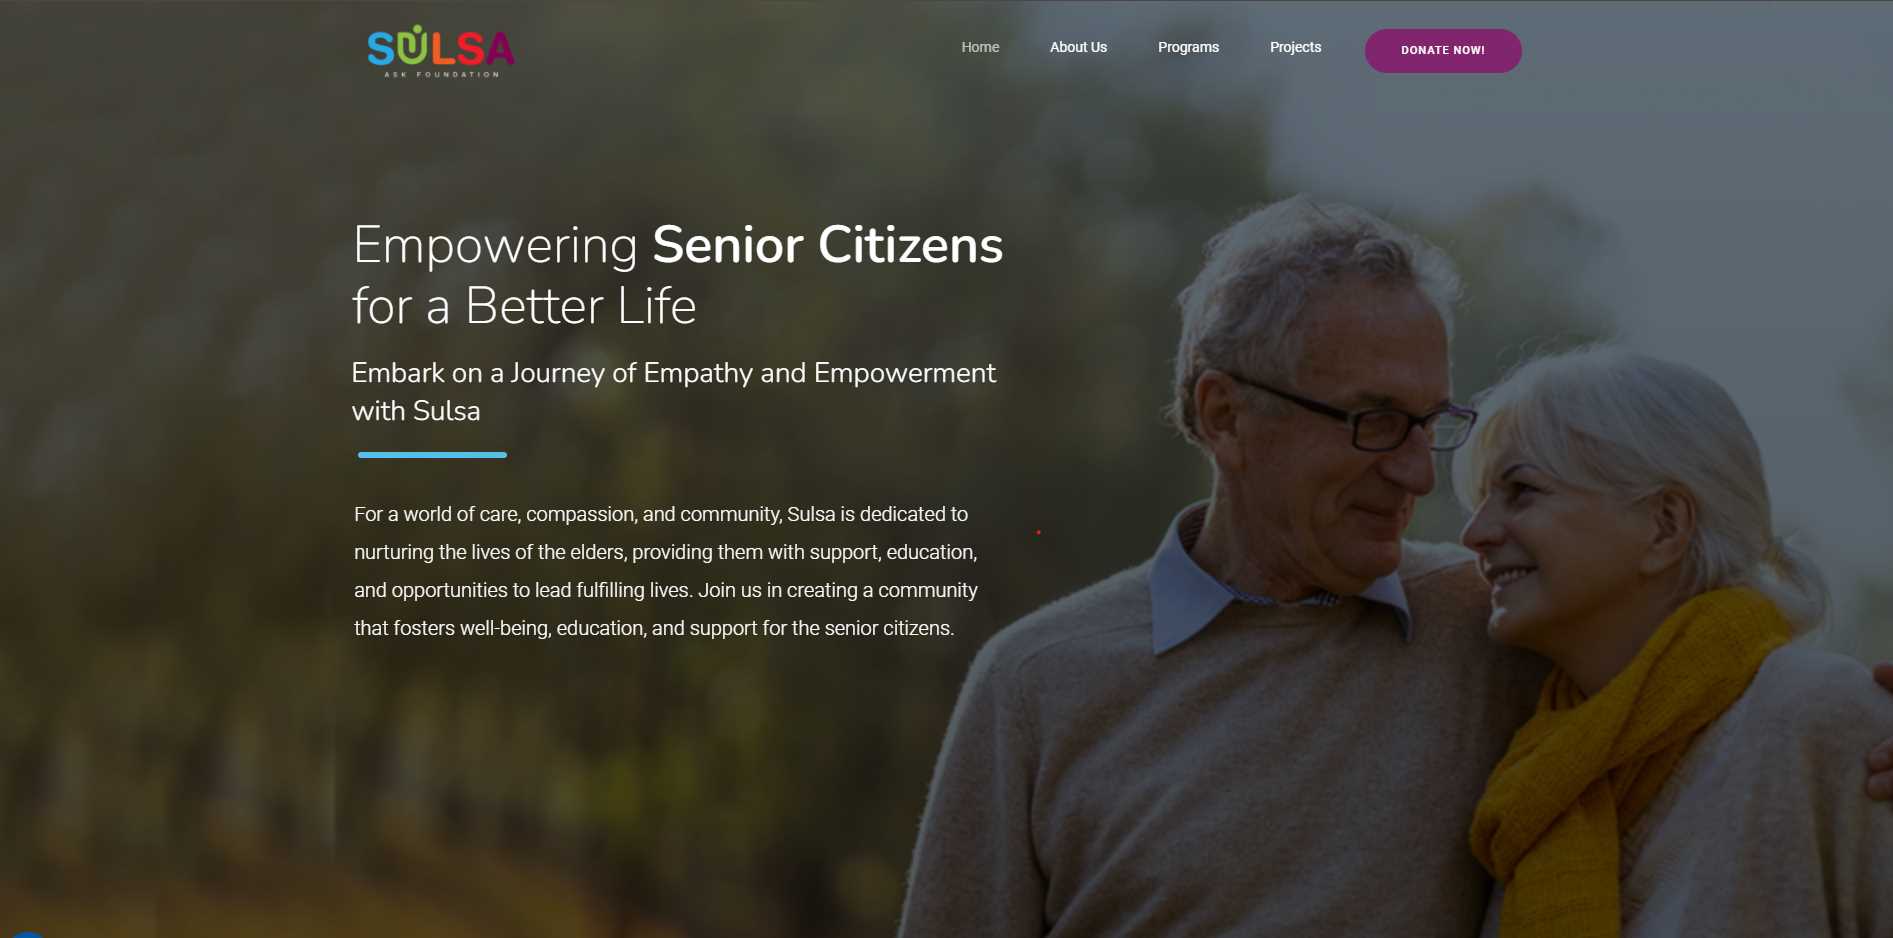 SULSA
ASK FOUNDATION
Home
About Us
Programs
Projects
DONATE NOW!
Empowering Senior Citizens
for a Better Life
Embark on a Journey of Empathy and Empowerment
with Sulsa
For a world of care, compassion, and community, Sulsa is dedicated to
nurturing the lives of the elders, providing them with support, education,
and opportunities to lead fulfilling lives. Join us in creating a community
that fosters well-being, education, and support for the senior citizens.